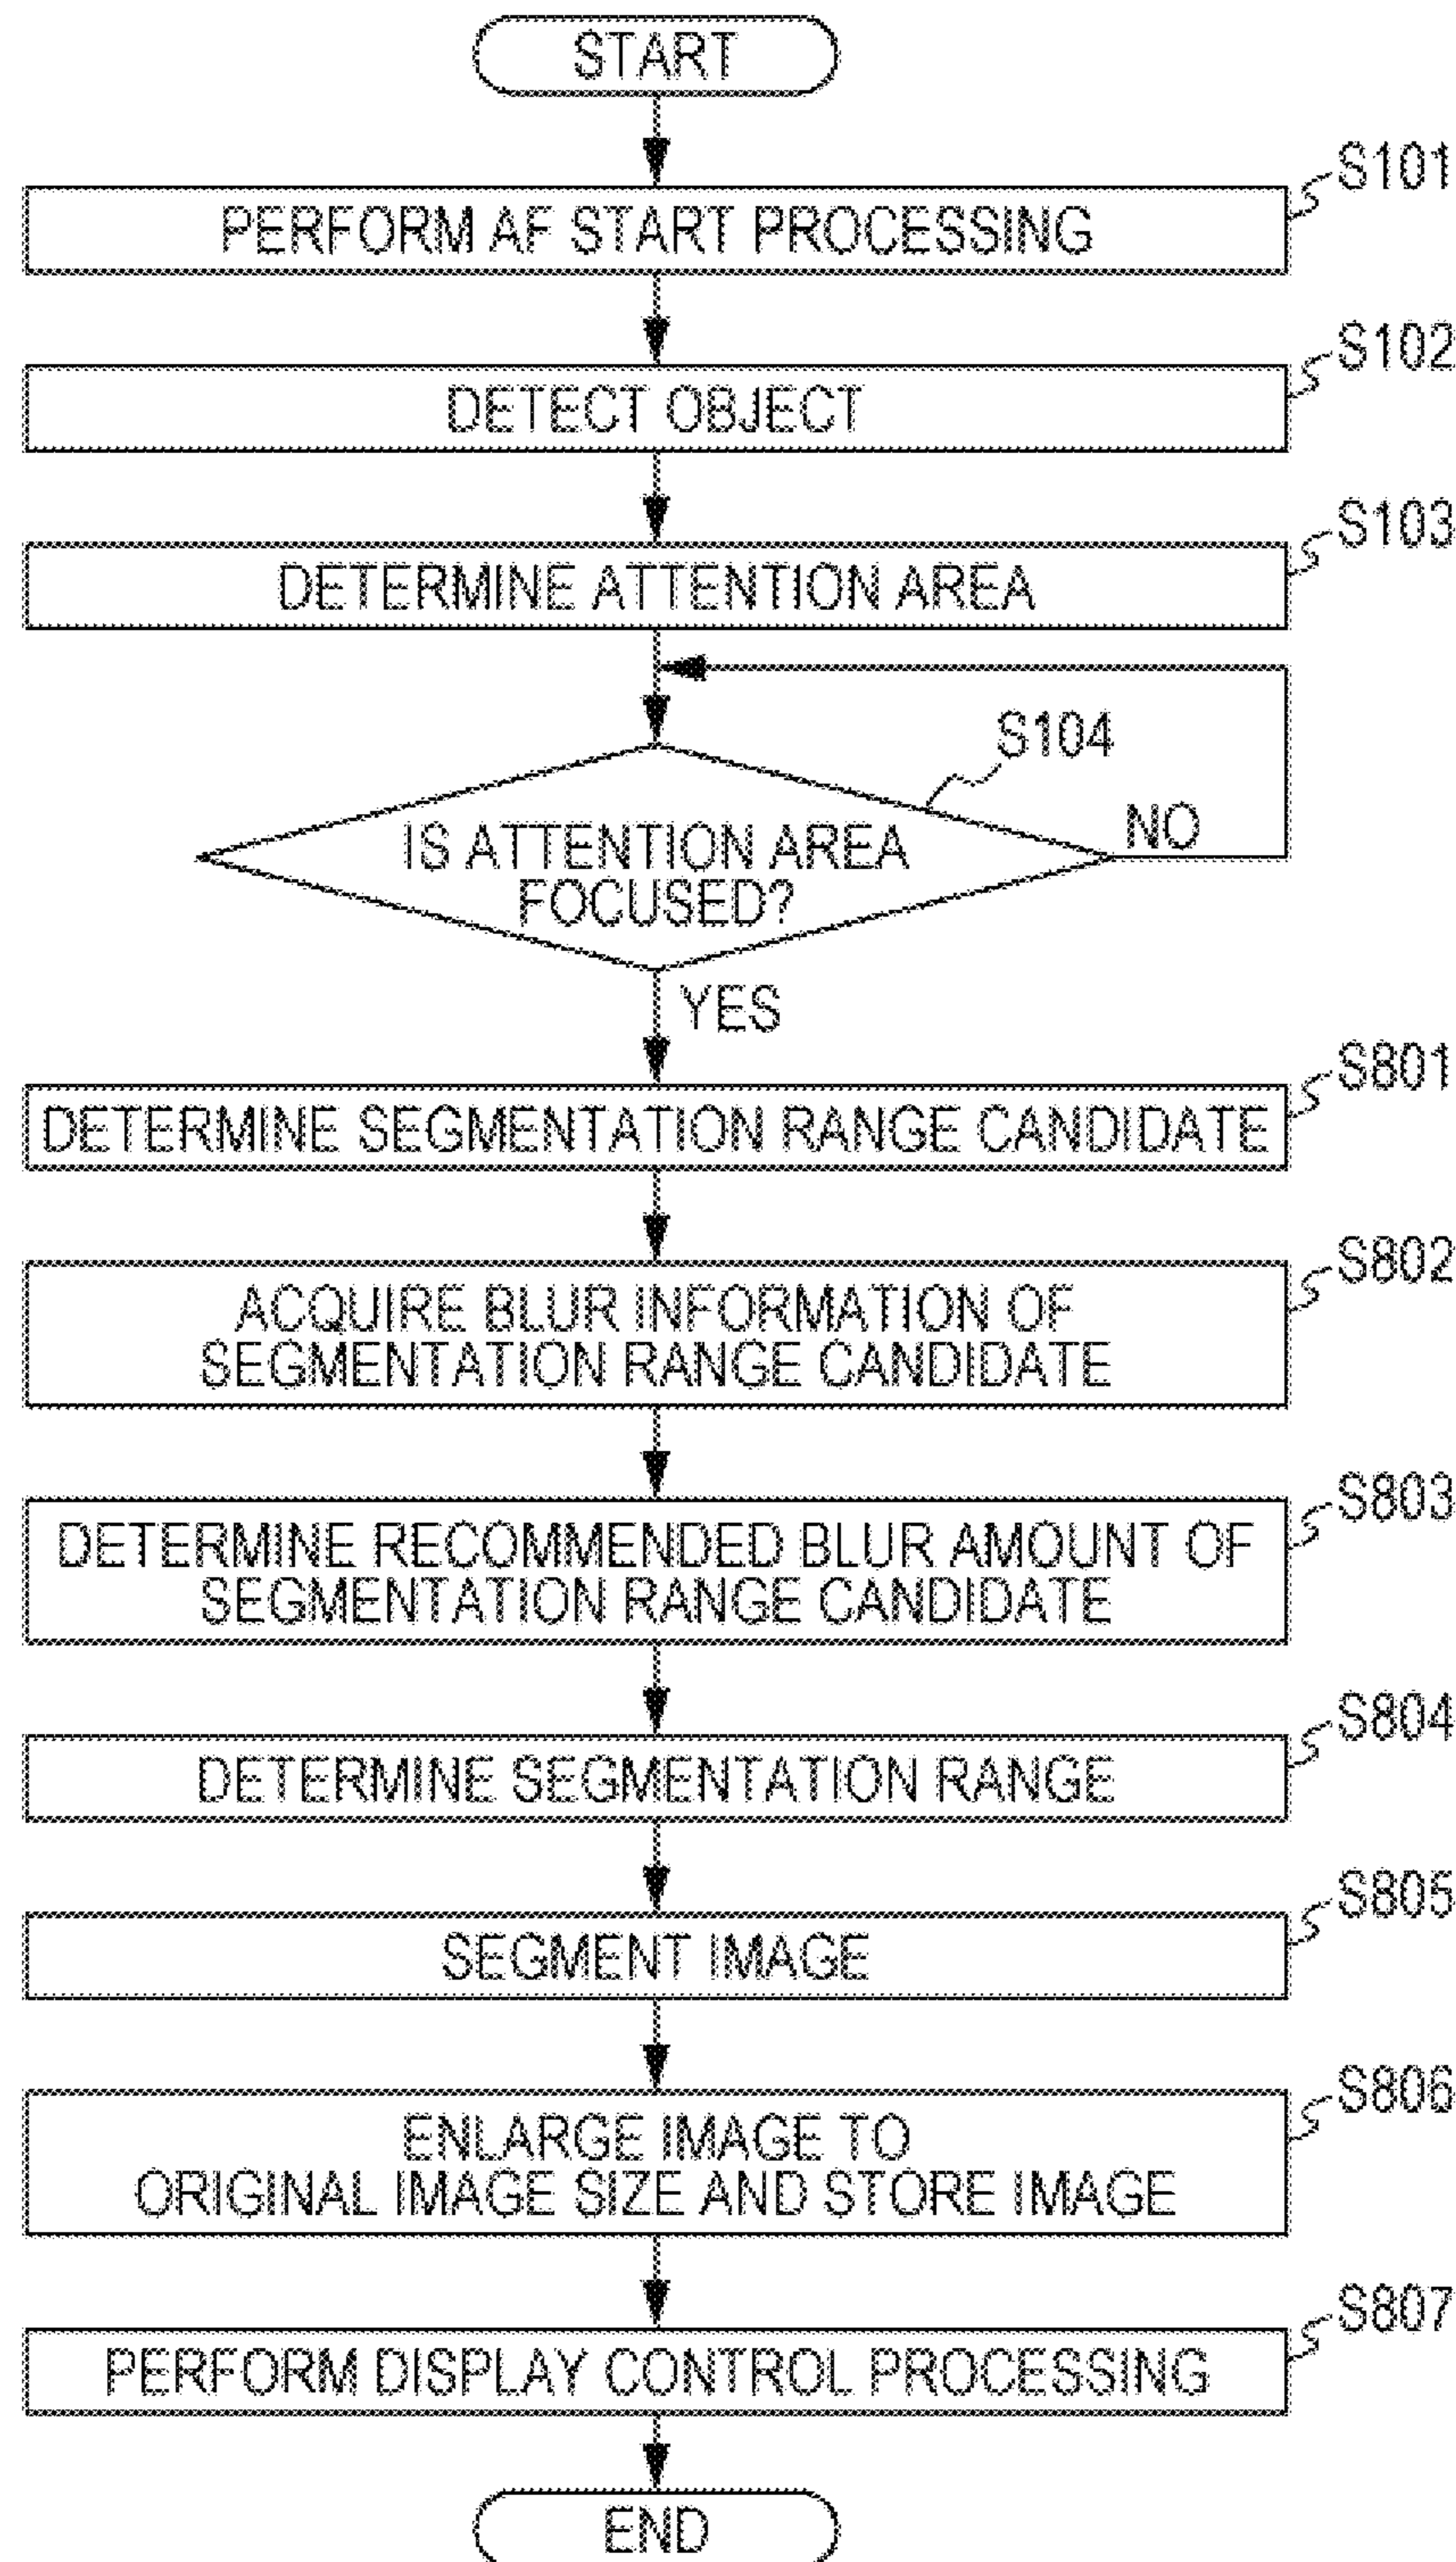 START
S101
PERFORM AF START PROCESSING
S102
DETECT OBJECT
S103
DETERMINE ATTENTION AREA
S104
IS ATTENTION AREA
FOCUSED?
NO
YES
S801
DETERMINE SEGMENTATION RANGE CANDIDATE
S802
ACQUIRE BLUR INFORMATION OF
SEGMENTATION RANGE CANDIDATE
S803
DETERMINE RECOMMENDED BLUR AMOUNT OF
SEGMENTATION RANGE CANDIDATE
S804
DETERMINE SEGMENTATION RANGE
S805
SEGMENT IMAGE
S806
ENLARGE IMAGE TO
ORIGINAL IMAGE SIZE AND STORE IMAGE
S807
PERFORM DISPLAY CONTROL PROCESSING
END